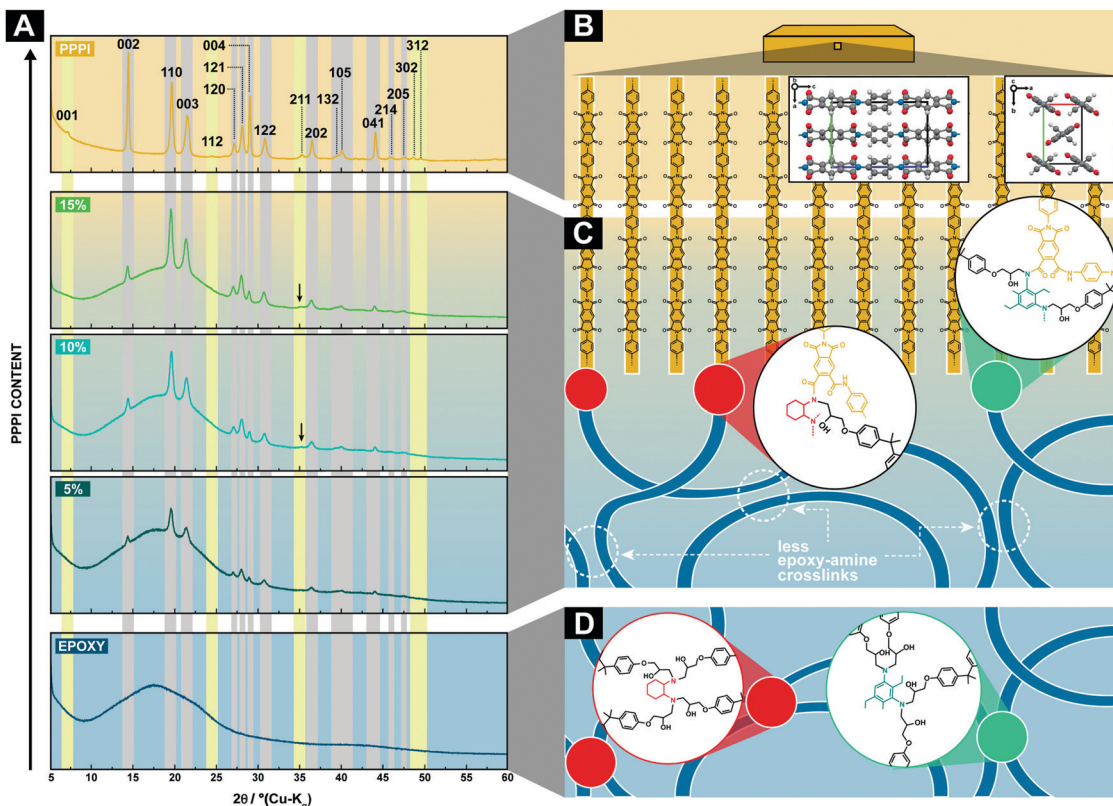 A
PPPI
001
002
110
003
112
120
121
004
122
211
202
132
105
041
214
205
302
312
15%
10%
5%
EPOXY
PPPI CONTENT
5 10 15 20 25 30 35 40 45 50 55 60
2θ / °(Cu-Kα)
B
b
c
a
c
a
b
C
less
epoxy-amine
crosslinks
D